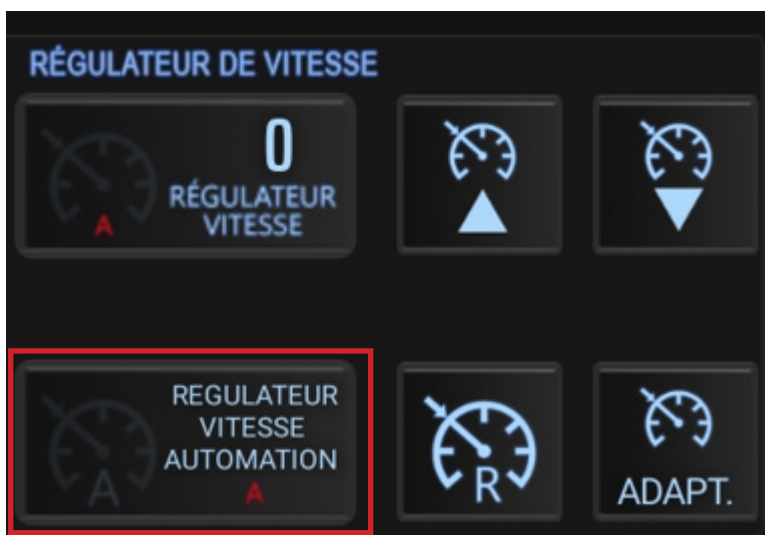 RÉGULATEUR DE VITESSE
0
RÉGULATEUR
VITESSE
A
REGULATEUR
VITESSE
AUTOMATION
A
A
R
ADAPT.